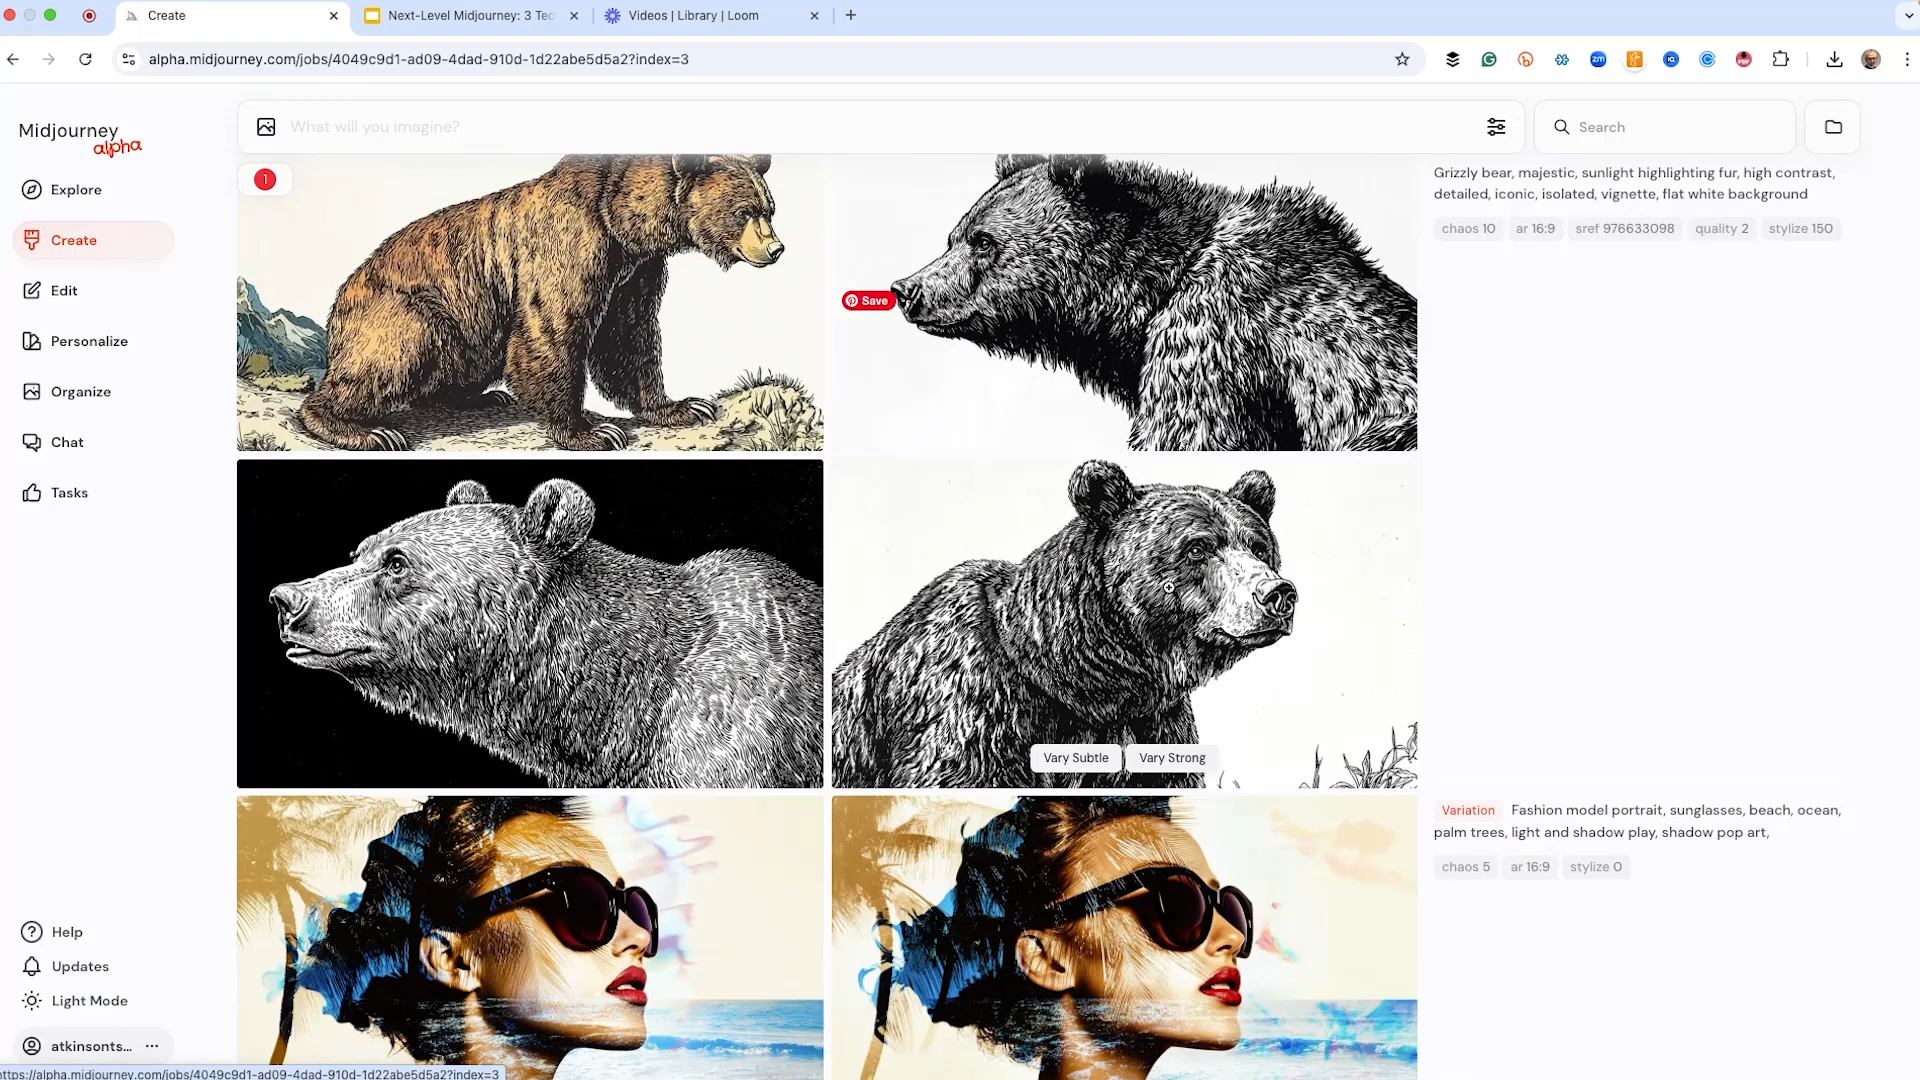 Create
Next-Level Midjourney: 3 Tec
Videos | Library | Loom
alpha.midjourney.com/jobs/4049c9d1-ad09-4dad-910d-1d22abe5d5a2?index=3
Midjourney
alpha
What will you imagine?
Search
1
Explore
Create
Edit
Personalize
Organize
Chat
Tasks
Save
Grizzly bear, majestic, sunlight highlighting fur, high contrast,
detailed, iconic, isolated, vignette, flat white background
chaos 10 ar 16:9 sref 976633098 quality 2 stylize 150
Vary Subtle Vary Strong
Variation Fashion model portrait, sunglasses, beach, ocean,
palm trees, light and shadow play, shadow pop art,
chaos 5 ar 16:9 stylize 0
Help
Updates
Light Mode
atkinsonts...
https://alpha.midjourney.com/jobs/4049c9d1-ad09-4dad-910d-1d22abe5d5a2?index=3